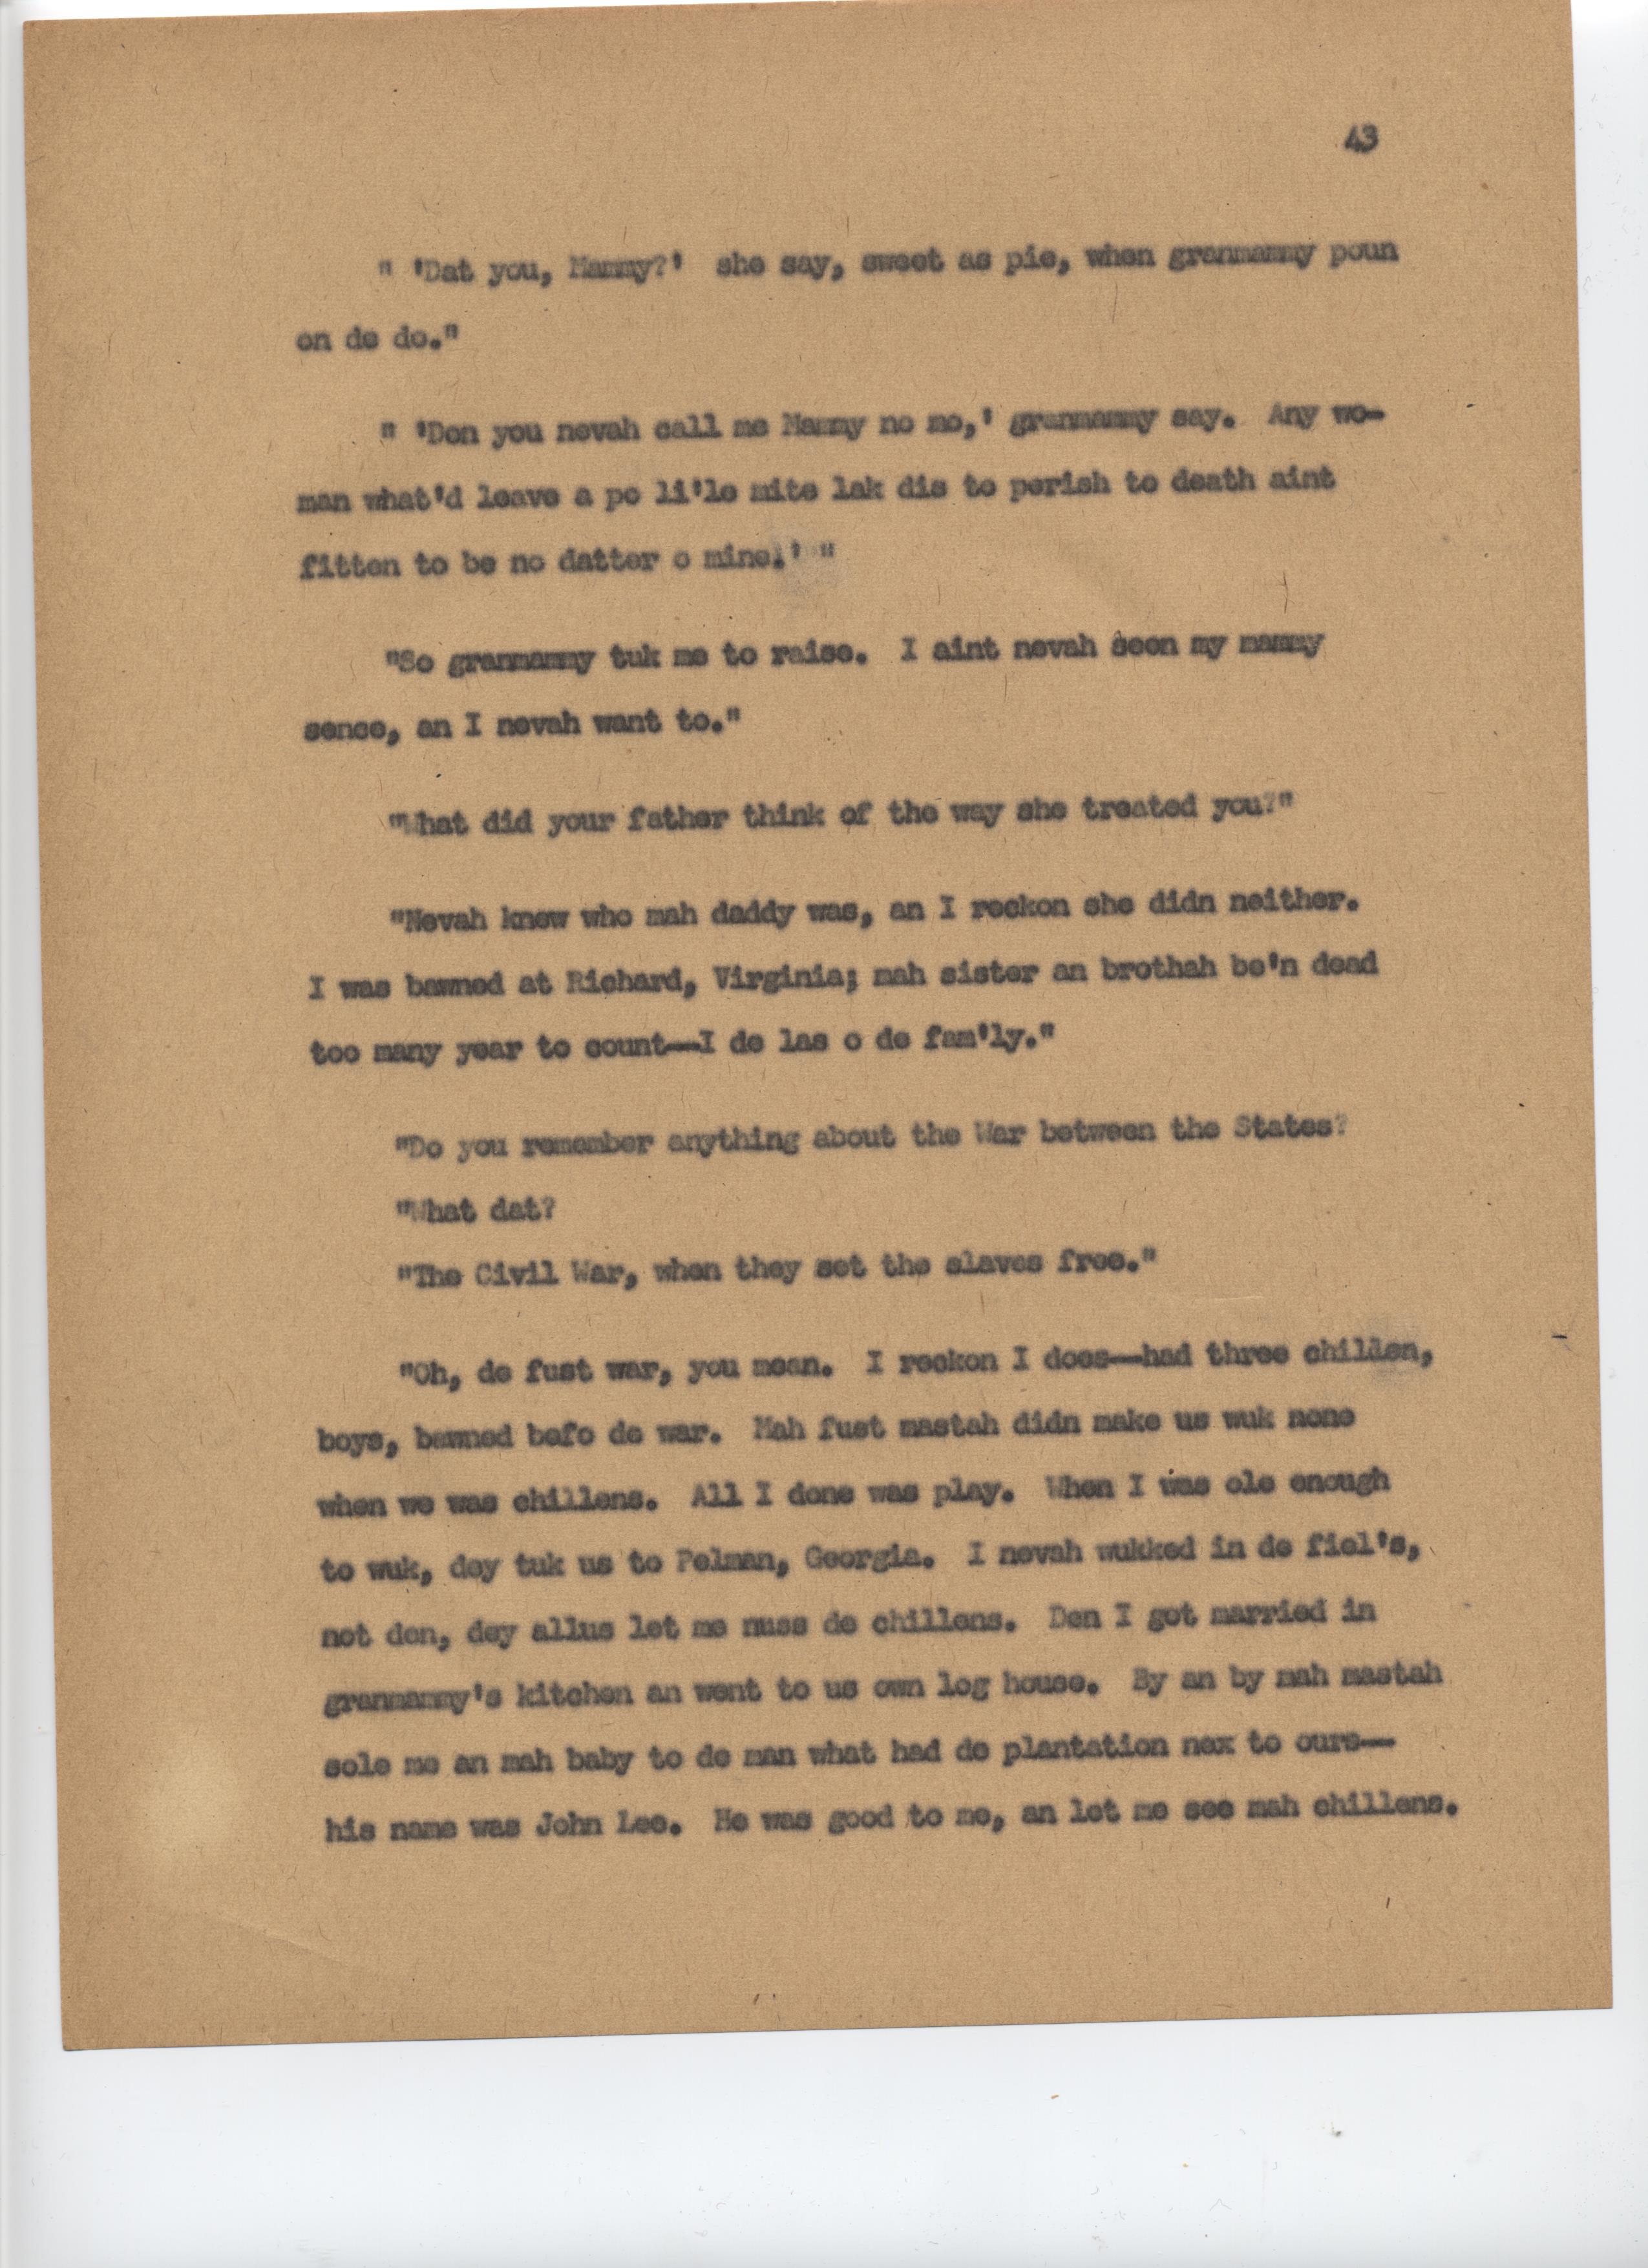 43
" 'Dat you, Mammy?' she say, sweet as pie, when granmammy poun
on de do."
" 'Don you nevah call me Mammy no mo,' granmammy say. Any wo-
man what'd leave a po li'le mite lak dis to perish to death aint
fitten to be no datter o mine.' "
"So granmammy tuk me to raise. I aint nevah seen my mammy
sence, an I nevah want to."
"What did your father think of the way she treated you?"
"Nevah knew who mah daddy was, an I reckon she didn neither.
I was bawned at Richard, Virginia; mah sister an brothah be'n dead
too many year to count--I de las o de fam'ly."
"Do you remember anything about the War between the States?
"What dat?
"The Civil War, when they set the slaves free."
"Oh, de fust war, you mean. I reckon I does--had three chillen,
boys, bawned befo de war. Mah fust mastah didn make us wuk none
when we was chillens. All I done was play. When I was ole enough
to wuk, dey tuk us to Pelman, Georgia. I nevah wukked in de fiel's,
not den, dey allus let me nuss de chillens. Den I got married in
granmammy's kitchen an went to us own log house. By an by mah mastah
sole me an mah baby to de man what had de plantation nex to ours--
his name was John Lee. He was good to me, an let me see mah chillens.